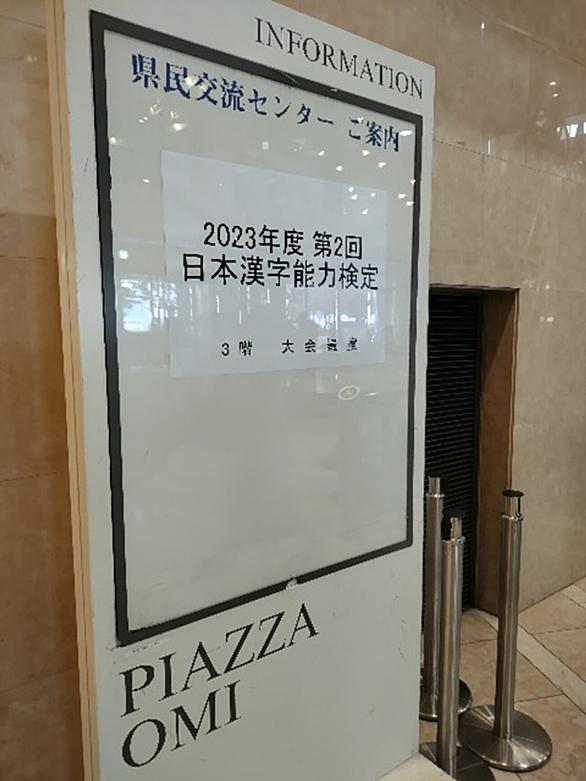 INFORMATION
県民交流センター ご案内
2023年度 第2回
日本漢字能力検定
3階 大会議室
PIAZZA
OMI